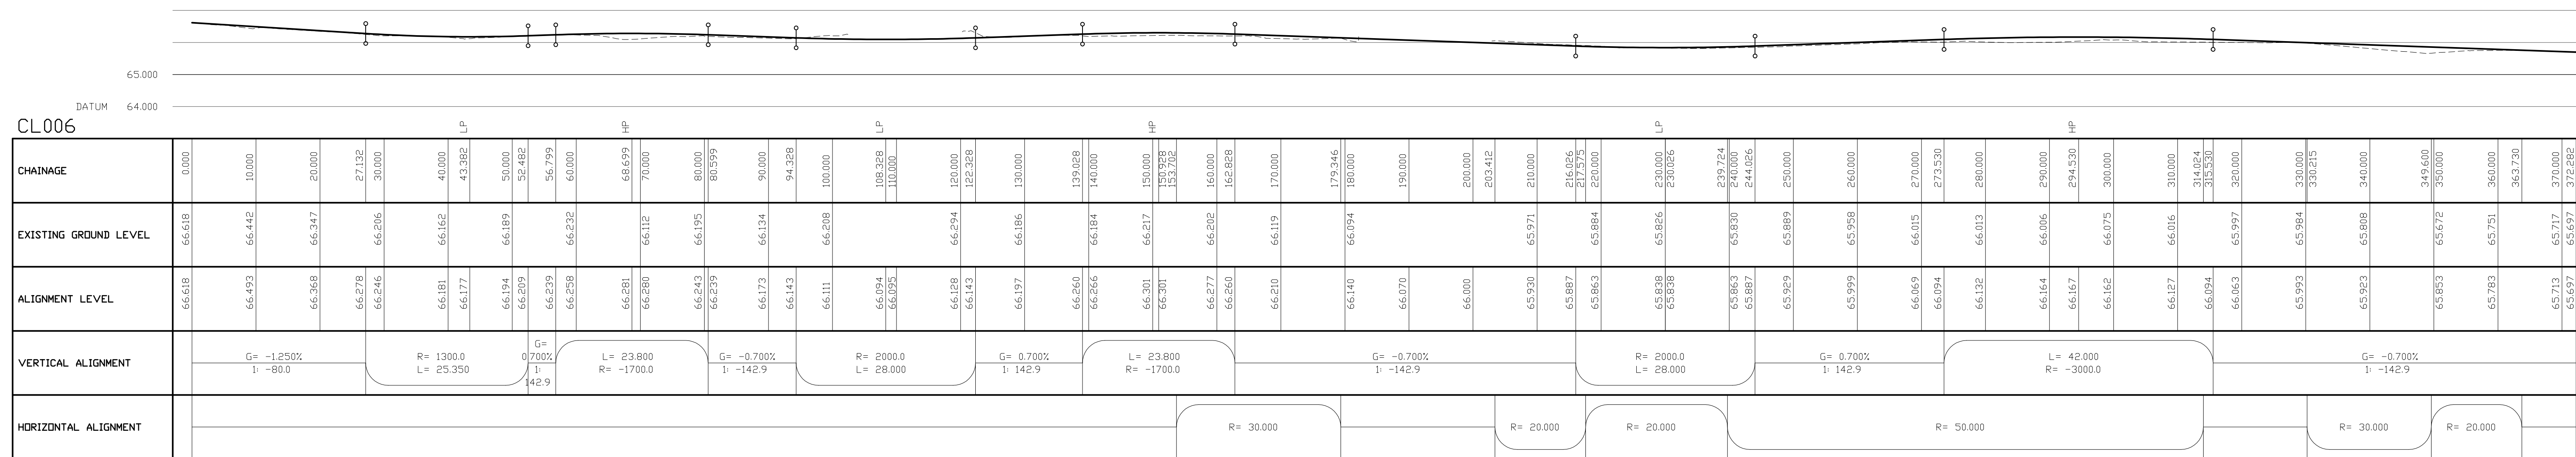 65.000
DATUM 64.000
CL006
LP HP LP HP LP HP
CHAINAGE 0.000 10.000 20.000 27.132 30.000 40.000 43.382 50.000 52.482 56.799 60.000 68.699 70.000 80.000 80.599 90.000 94.328 100.000 108.328 110.000 120.000 122.328 130.000 139.028 140.000 150.000 150.928 153.702 160.000 162.828 170.000 179.346 180.000 190.000 200.000 203.412 210.000 216.026 217.575 220.000 230.000 230.026 239.724 240.000 244.026 250.000 260.000 270.000 273.530 280.000 290.000 294.530 300.000 310.000 314.024 315.530 320.000 330.000 330.215 340.000 349.600 350.000 360.000 363.730 370.000 372.282
EXISTING GROUND LEVEL 66.618 66.442 66.347 66.206 66.162 66.189 66.232 66.112 66.195 66.134 66.208 66.294 66.186 66.184 66.217 66.202 66.119 66.094 65.971 65.884 65.826 65.830 65.889 65.958 66.015 66.013 66.006 66.075 66.016 65.997 65.984 65.808 65.672 65.751 65.717 65.697
ALIGNMENT LEVEL 66.618 66.493 66.368 66.278 66.246 66.181 66.177 66.194 66.209 66.239 66.258 66.281 66.280 66.243 66.239 66.173 66.143 66.111 66.094 66.095 66.128 66.143 66.197 66.260 66.266 66.301 66.301 66.277 66.260 66.210 66.140 66.070 66.000 65.930 65.887 65.863 65.838 65.838 65.863 65.887 65.929 65.999 66.069 66.094 66.132 66.164 66.167 66.162 66.127 66.094 66.063 65.993 65.923 65.853 65.783 65.713 65.697
G=
G= -1.250% R= 1300.0 0.700% L= 23.800 G= -0.700% R= 2000.0 G= 0.700% L= 23.800 G= -0.700% R= 2000.0 G= 0.700% L= 42.000 G= -0.700%
VERTICAL ALIGNMENT
1: -80.0 L= 25.350 1: R= -1700.0 1: -142.9 L= 28.000 1: 142.9 R= -1700.0 1: -142.9 L= 28.000 1: 142.9 R= -3000.0 1: -142.9
142.9
HORIZONTAL ALIGNMENT R= 30.000 R= 20.000 R= 20.000 R= 50.000 R= 30.000 R= 20.000